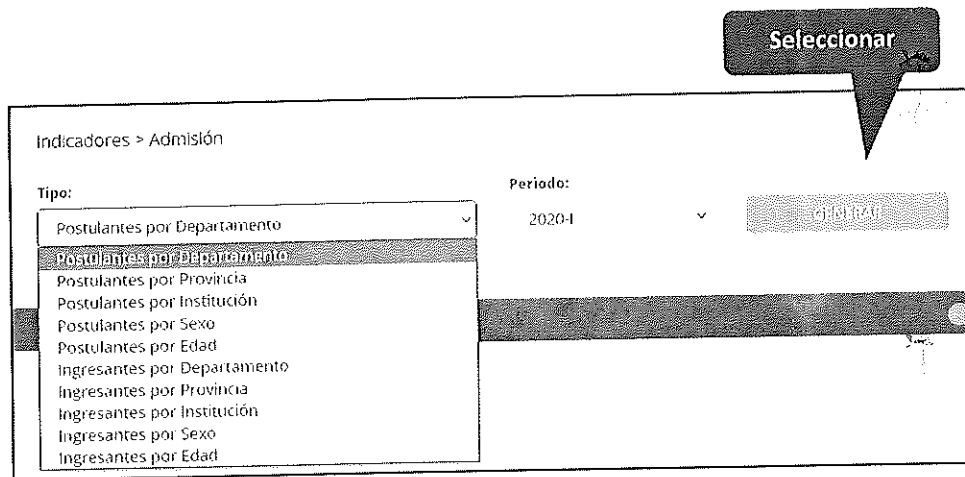 Seleccionar
Indicadores > Admisión
Tipo:
Periodo:
Postulantes por Departamento
2020-I
GENERAR
Postulantes por Departamento
Postulantes por Provincia
Postulantes por Institución
Postulantes por Sexo
Postulantes por Edad
Ingresantes por Departamento
Ingresantes por Provincia
Ingresantes por Institución
Ingresantes por Sexo
Ingresantes por Edad